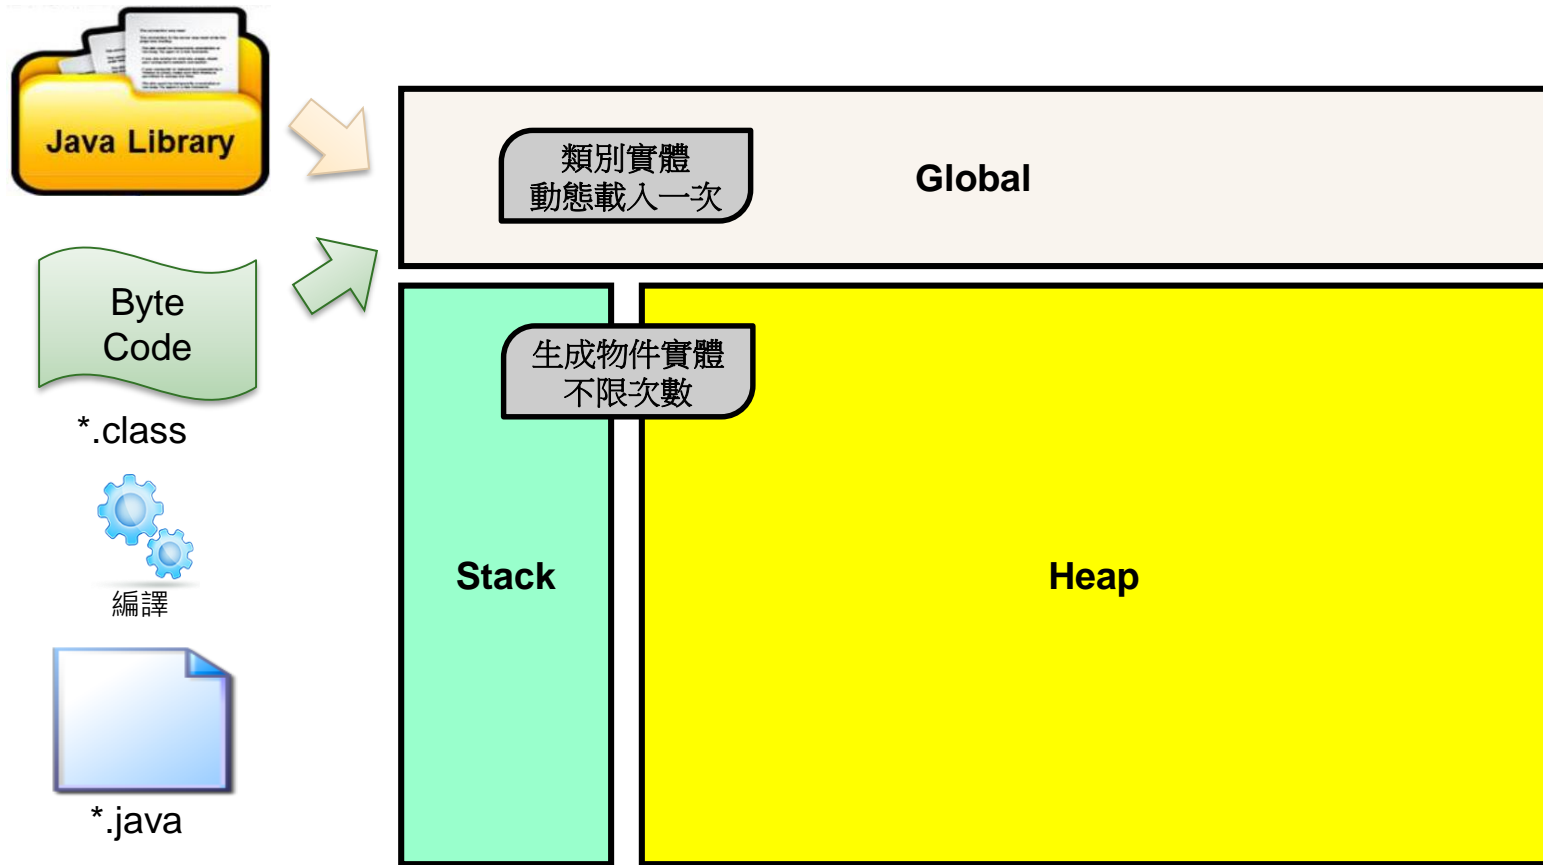 Java Library
Byte
Code
*.class
編譯
*.java
類別實體
動態載入一次
Global
生成物件實體
不限次數
Stack
Heap